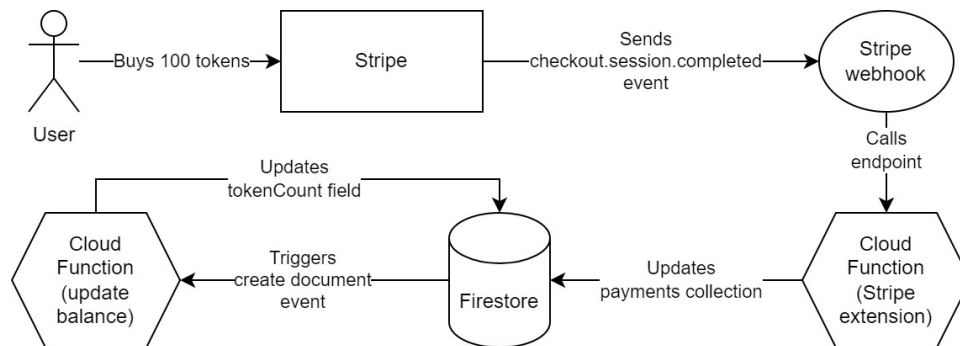 Buys 100 tokens
Stripe
Sends
checkout.session.completed
event
Stripe
webhook
User
Calls
endpoint
Updates
tokenCount field
Cloud
Function
(update
balance)
Triggers
create document
event
Firestore
Updates
payments collection
Cloud
Function
(Stripe
extension)